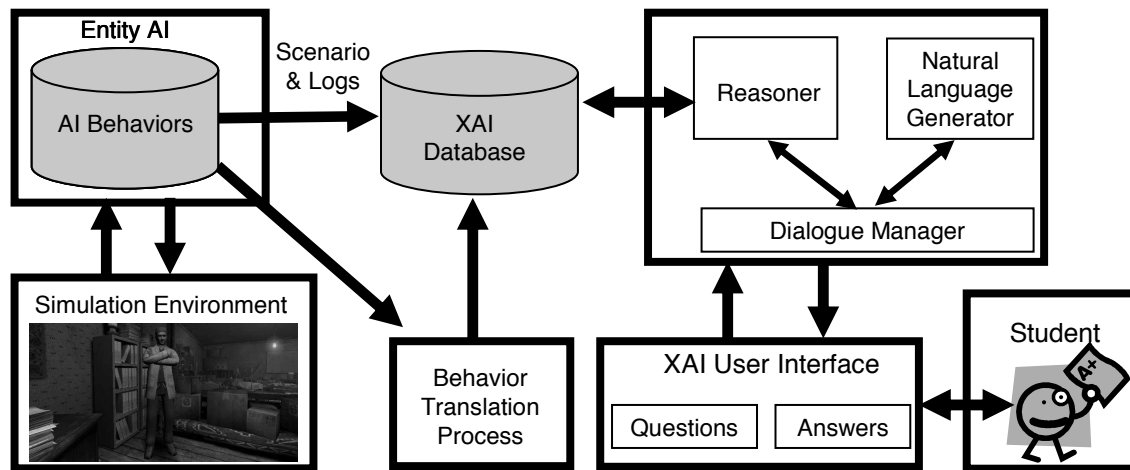 Entity AI
AI Behaviors
Scenario
& Logs
XAI
Database
Reasoner
Natural
Language
Generator
Dialogue Manager
Simulation Environment
Behavior
Translation
Process
XAI User Interface
Questions
Answers
Student
A+